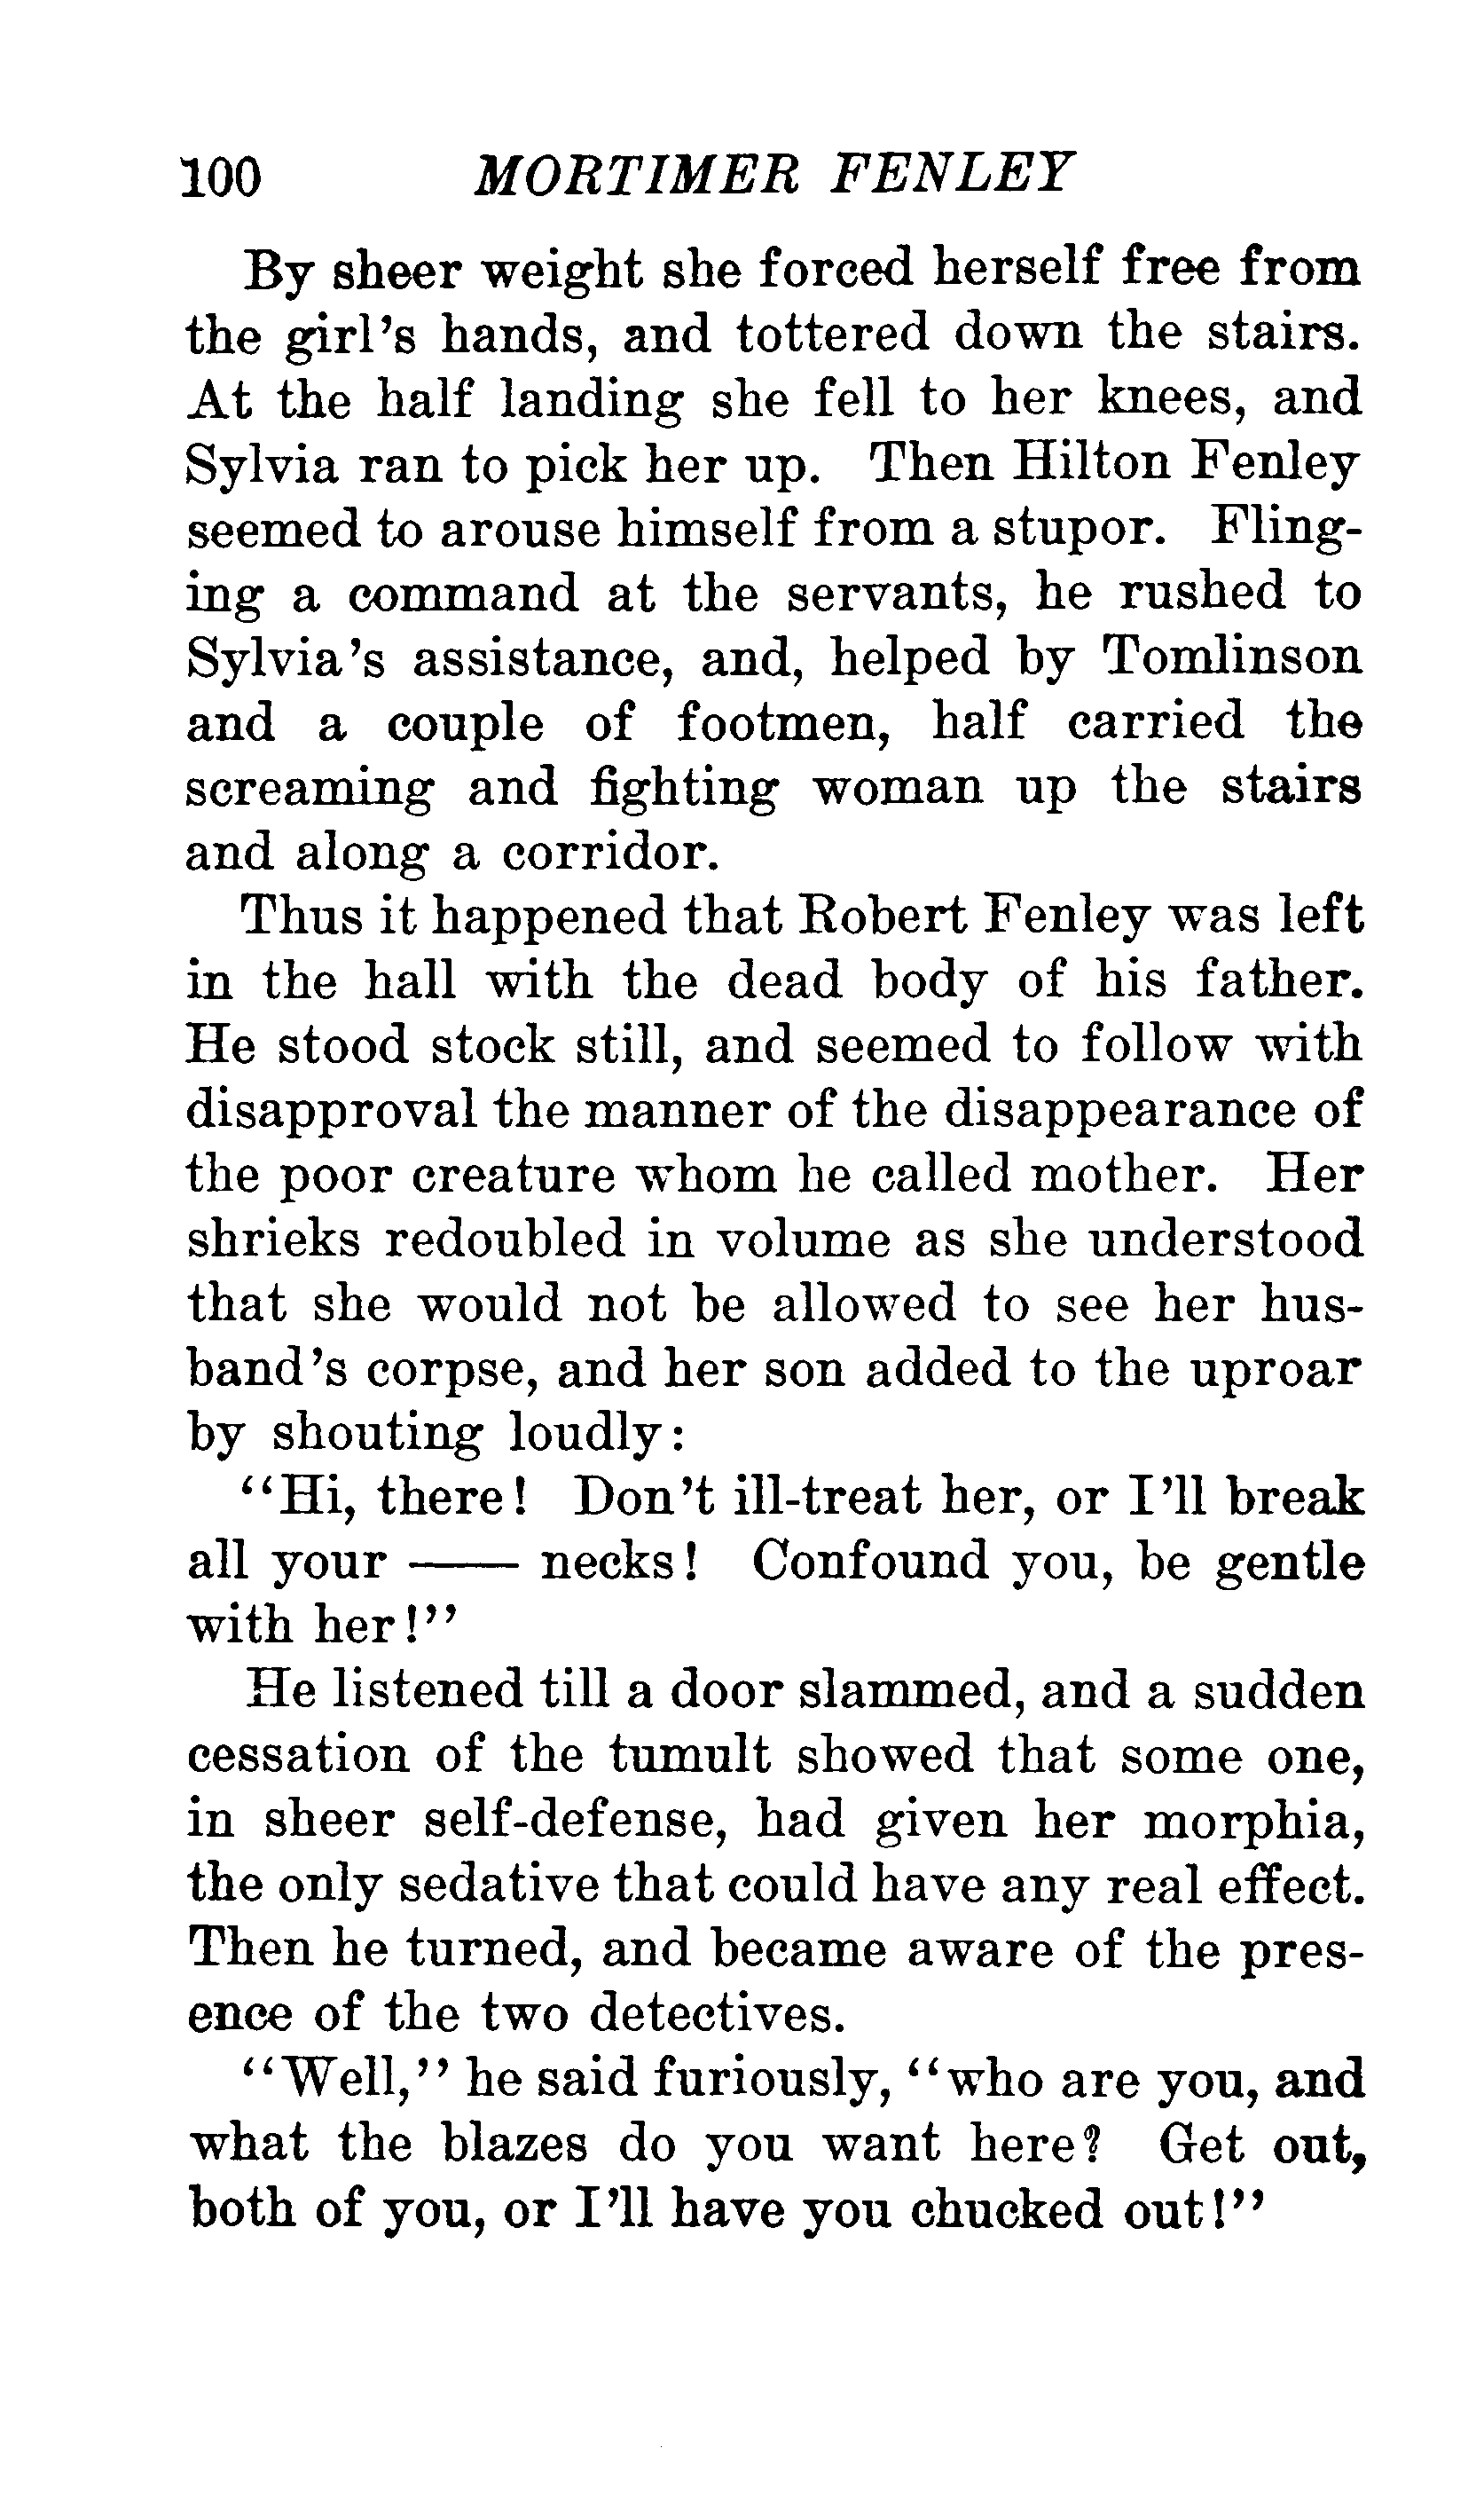 100 MORTIMER FENLEY
By sheer weight she forced herself free from
the girl's hands, and tottered down the stairs.
At the half landing she fell to her knees, and
Sylvia ran to pick her up. Then Hilton Fenley
seemed to arouse himself from a stupor. Fling-
ing a command at the servants, he rushed to
Sylvia's assistance, and, helped by Tomlinson
and a couple of footmen, half carried the
screaming and fighting woman up the stairs
and along a corridor.
Thus it happened that Robert Fenley was left
in the hall with the dead body of his father.
He stood stock still, and seemed to follow with
disapproval the manner of the disappearance of
the poor creature whom he called mother. Her
shrieks redoubled in volume as she understood
that she would not be allowed to see her hus-
band's corpse, and her son added to the uproar
by shouting loudly:
"Hi, there! Don't ill-treat her, or I'll break
all your —— necks! Confound you, be gentle
with her!"
He listened till a door slammed, and a sudden
cessation of the tumult showed that some one,
in sheer self-defense, had given her morphia,
the only sedative that could have any real effect.
Then he turned, and became aware of the pres-
ence of the two detectives.
"Well," he said furiously, "who are you, and
what the blazes do you want here? Get out,
both of you, or I'll have you chucked out!"